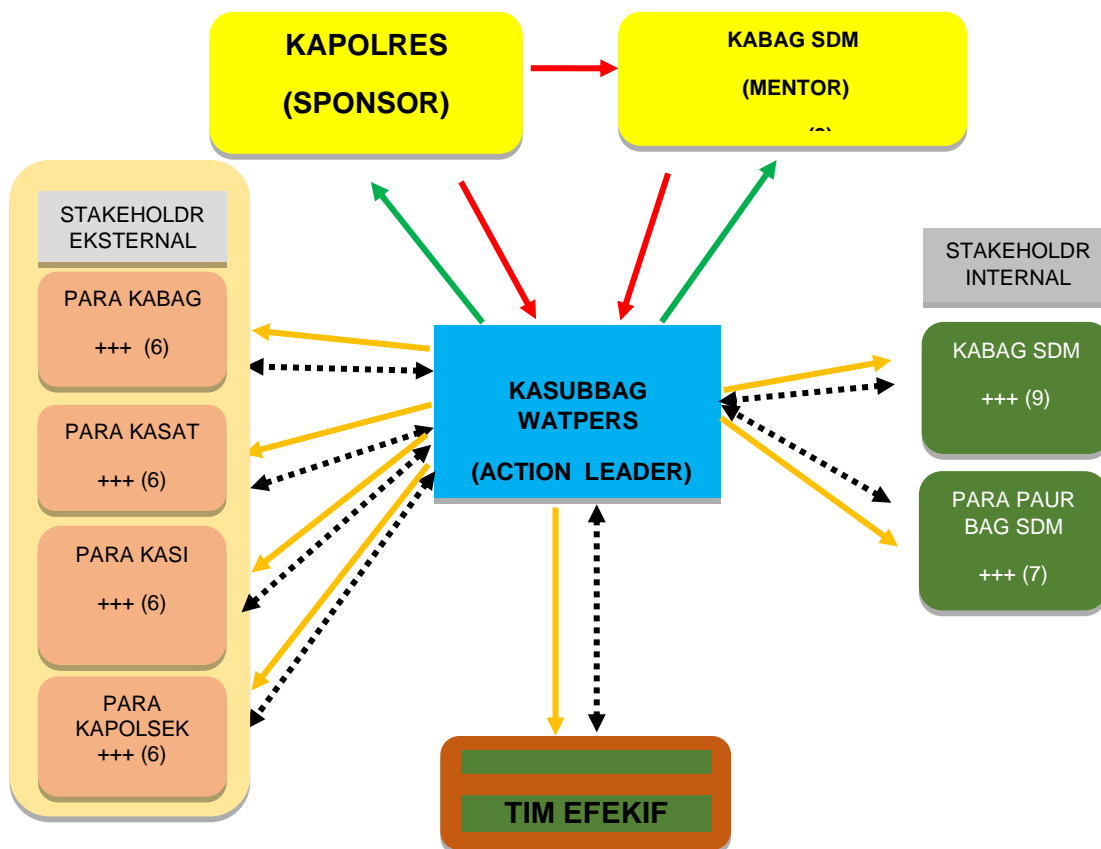 KAPOLRES
(SPONSOR)
KABAG SDM
(MENTOR)
STAKEHOLDR
EKSTERNAL
PARA KABAG
+++ (6)
PARA KASAT
+++ (6)
PARA KASI
+++ (6)
PARA
KAPOLSEK
+++ (6)
KASUBBAG
WATPERS
(ACTION LEADER)
STAKEHOLDR
INTERNAL
KABAG SDM
+++ (9)
PARA PAUR
BAG SDM
+++ (7)
TIM EFEKIF